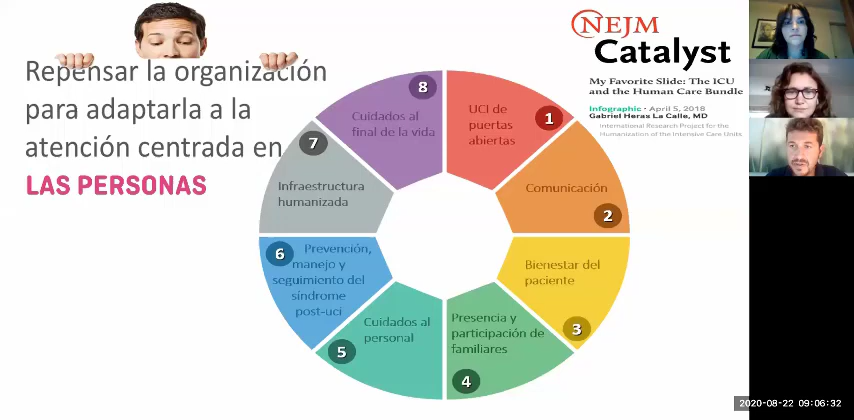 Repensar la organización
para adaptarla a la
atención centrada en
LAS PERSONAS
NEJM
Catalyst
My Favorite Slide: The ICU
and the Human Care Bundle
Infographic · April 5, 2018
Gabriel Heras La Calle, MD
International Research Project for the
Humanization of the Intensive Care Units
1
UCI de
puertas
abiertas
2
Comunicación
3
Bienestar del
paciente
4
Presencia y
participación de
familiares
5
Cuidados al
personal
6
Prevención,
manejo y
seguimiento del
síndrome
post-uci
7
Infraestructura
humanizada
8
Cuidados al
final de la vida
2020-08-22 09:06:32